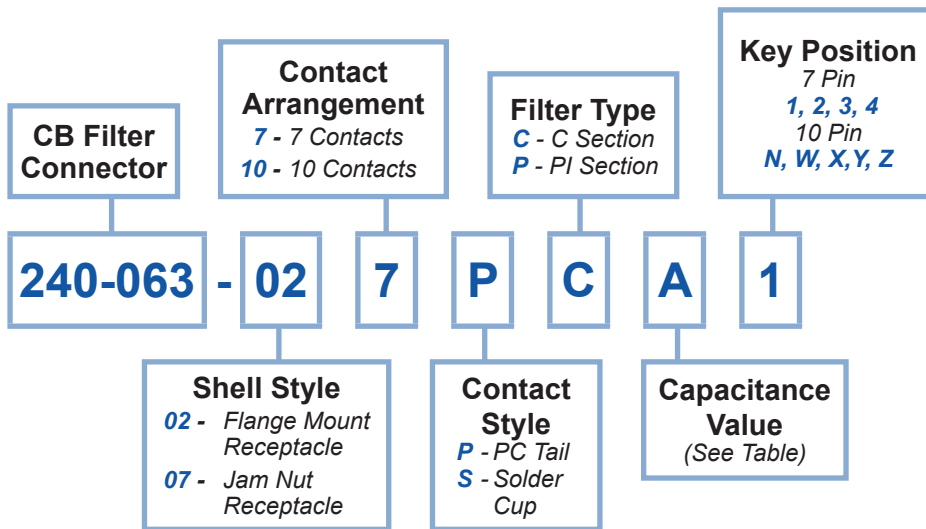 CB Filter
Connector
Contact
Arrangement
7 - 7 Contacts
10 - 10 Contacts
Filter Type
C - C Section
P - PI Section
Key Position
7 Pin
1, 2, 3, 4
10 Pin
N, W, X,Y, Z
240-063 - 02 7 P C A 1
Shell Style
02 - Flange Mount
Receptacle
07 - Jam Nut
Receptacle
Contact
Style
P - PC Tail
S - Solder
Cup
Capacitance
Value
(See Table)